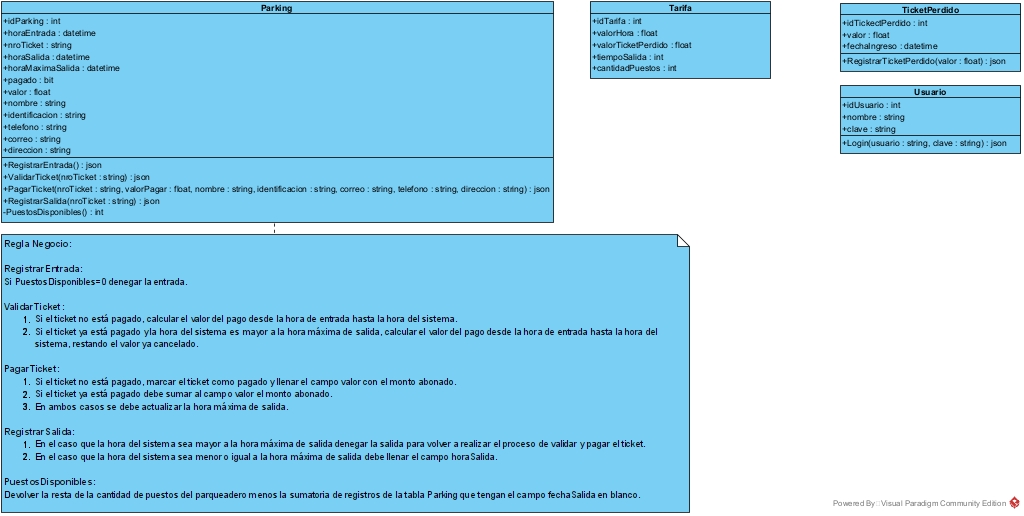 Parking
+idParking : int
+horaEntrada : datetime
+nroTicket : string
+horaSalida : datetime
+horaMaximaSalida : datetime
+pagado : bit
+valor : float
+nombre : string
+identificacion : string
+telefono : string
+correo : string
+direccion : string
+RegistrarEntrada() : json
+ValidarTicket(nroTicket : string) : json
+PagarTicket(nroTicket : string, valorPagar : float, nombre : string, identificacion : string, correo : string, telefono : string, direccion : string) : json
+RegistrarSalida(nroTicket : string) : json
-PuestosDisponibles() : int
Tarifa
+idTarifa : int
+valorHora : float
+valorTicketPerdido : float
+tiempoSalida : int
+cantidadPuestos : int
TicketPerdido
+idTickectPerdido : int
+valor : float
+fechaIngreso : datetime
+RegistrarTicketPerdido(valor : float) : json
Usuario
+idUsuario : int
+nombre : string
+clave : string
+Login(usuario : string, clave : string) : json
Regla Negocio:
RegistrarEntrada:
Si PuestosDisponibles=0 denegar la entrada.
ValidarTicket:
1. Si el ticket no está pagado, calcular el valor del pago desde la hora de entrada hasta la hora del sistema.
2. Si el ticket ya está pagado y la hora del sistema es mayor a la hora máxima de salida, calcular el valor del pago desde la hora de entrada hasta la hora del
sistema, restando el valor ya cancelado.
PagarTicket:
1. Si el ticket no está pagado, marcar el ticket como pagado y llenar el campo valor con el monto abonado.
2. Si el ticket ya está pagado debe sumar al campo valor el monto abonado.
3. En ambos casos se debe actualizar la hora máxima de salida.
RegistrarSalida:
1. En el caso que la hora del sistema sea mayor a la hora máxima de salida denegar la salida para volver a realizar el proceso de validar y pagar el ticket.
2. En el caso que la hora del sistema sea menor o igual a la hora máxima de salida debe llenar el campo horaSalida.
PuestosDisponibles:
Devolver la resta de la cantidad de puestos del parqueadero menos la sumatoria de registros de la tabla Parking que tengan el campo fechaSalida en blanco.
Powered By Visual Paradigm Community Edition